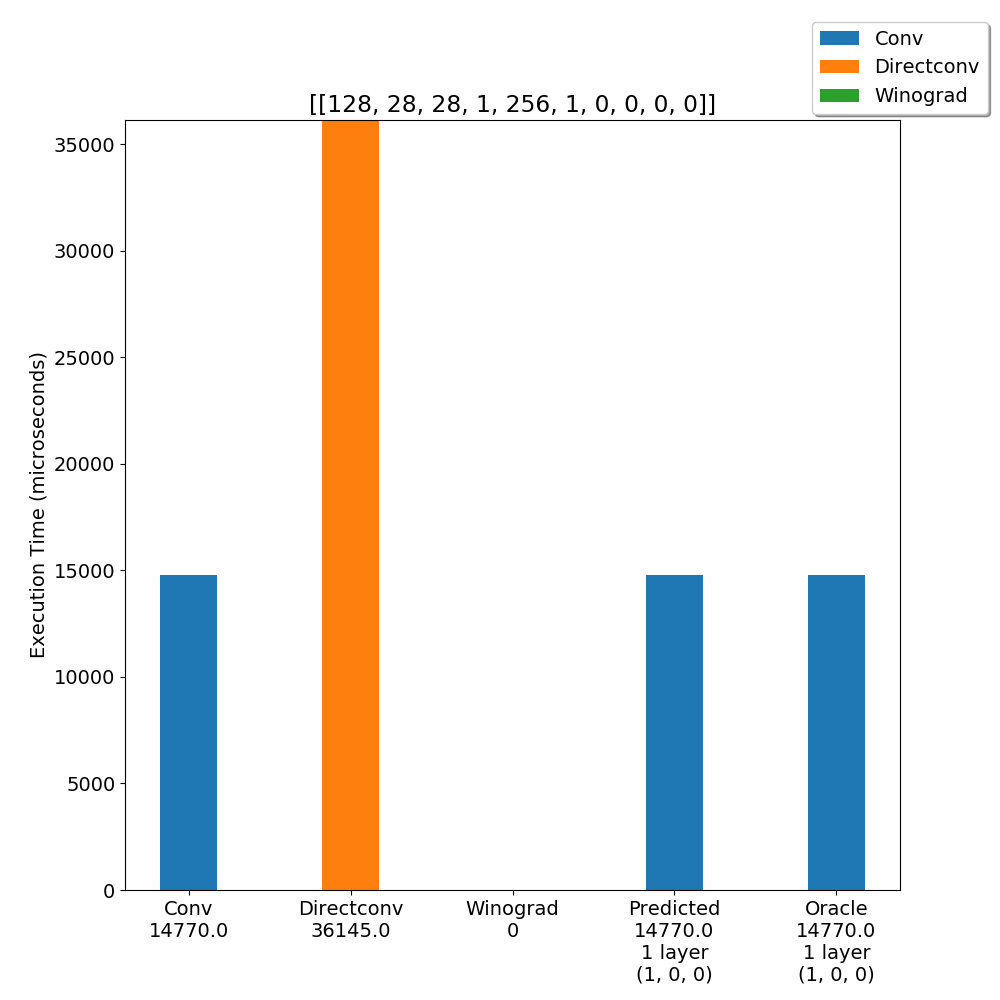 Conv
Directconv
Winograd
[[128, 28, 28, 1, 256, 1, 0, 0, 0, 0]]
Execution Time (microseconds)
35000
30000
25000
20000
15000
10000
5000
0
Conv
14770.0
Directconv
36145.0
Winograd
0
Predicted
14770.0
1 layer
(1, 0, 0)
Oracle
14770.0
1 layer
(1, 0, 0)